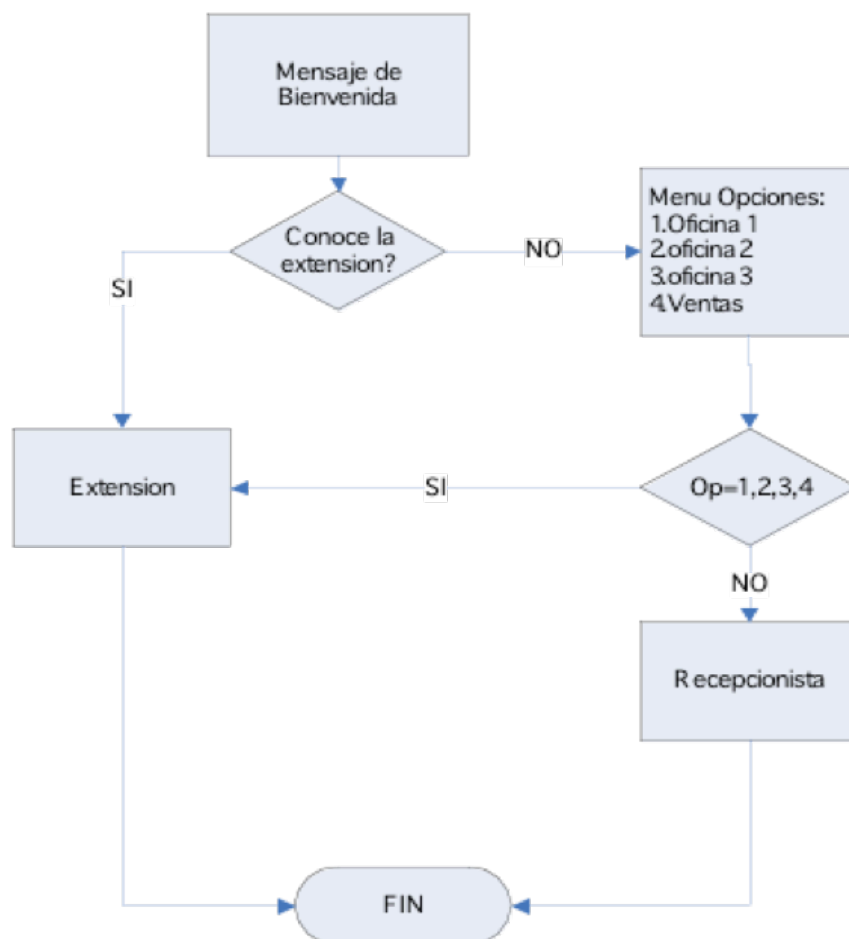 Mensaje de
Bienvenida
Conoce la
extension?
NO
SI
Menu Opciones:
1.Oficina 1
2.oficina 2
3.oficina 3
4.Ventas
Extension
SI
Op=1,2,3,4
NO
Recepcionista
FIN